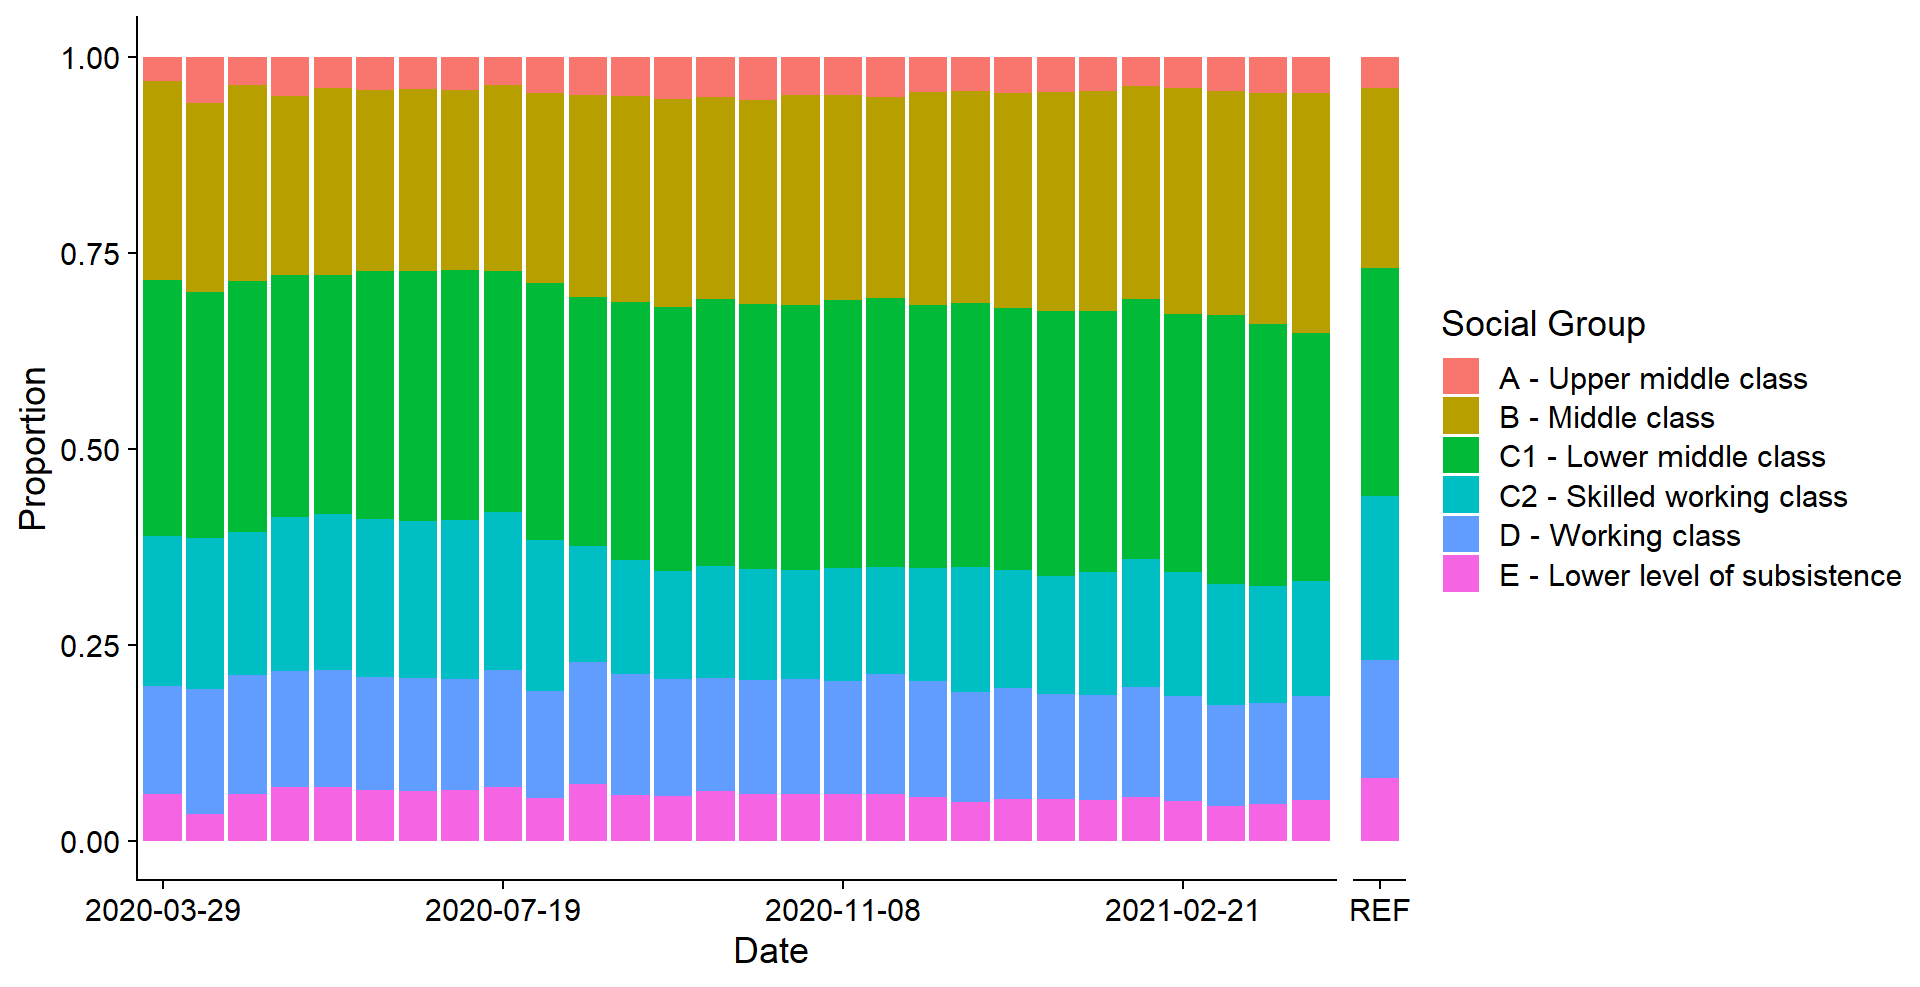 1.00
0.75
0.50
0.25
0.00
Proportion
2020-03-29
2020-07-19
2020-11-08
2021-02-21
REF
Date
Social Group
A - Upper middle class
B - Middle class
C1 - Lower middle class
C2 - Skilled working class
D - Working class
E - Lower level of subsistence